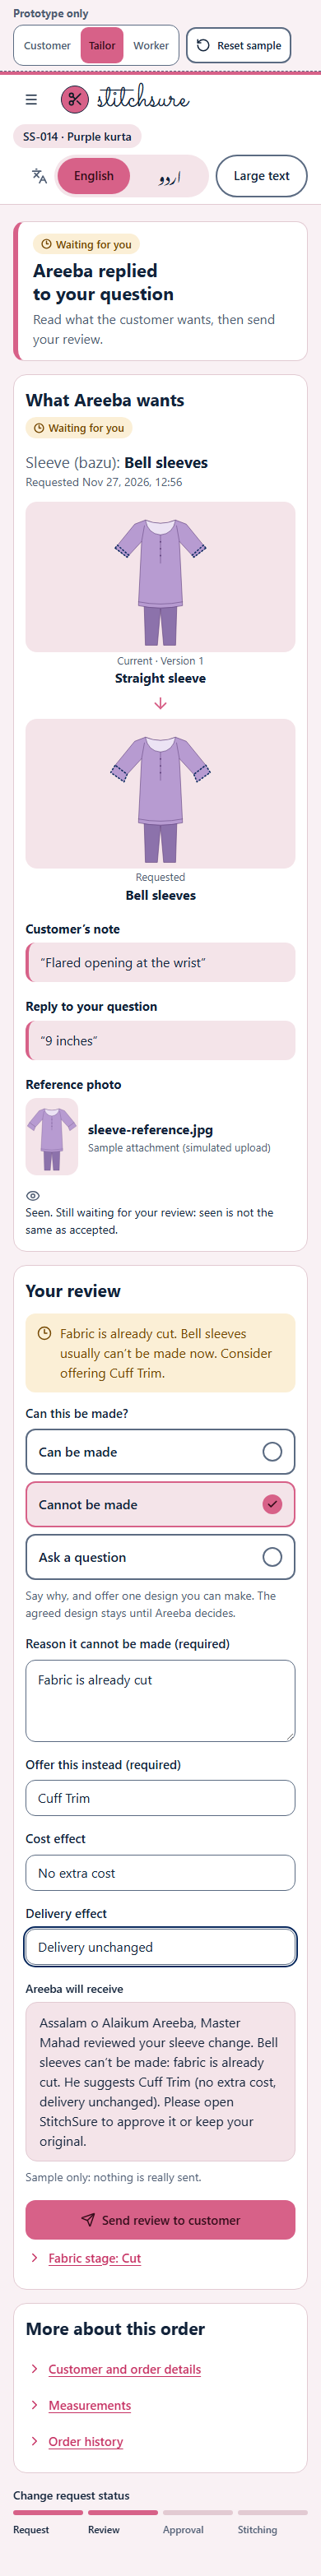 Prototype only
Customer
Tailor
Worker
Reset sample
stitchsure
SS-014 · Purple kurta
English
اردو
Large text
Waiting for you
Areeba replied
to your question
Read what the customer wants, then send
your review.
What Areeba wants
Waiting for you
Sleeve (bazu): Bell sleeves
Requested Nov 27, 2026, 12:56
Current · Version 1
Straight sleeve
Requested
Bell sleeves
Customer’s note
“Flared opening at the wrist”
Reply to your question
“9 inches”
Reference photo
sleeve-reference.jpg
Sample attachment (simulated upload)
Seen. Still waiting for your review: seen is not the
same as accepted.
Your review
Fabric is already cut. Bell sleeves
usually can’t be made now. Consider
offering Cuff Trim.
Can this be made?
Can be made
Cannot be made
Ask a question
Say why, and offer one design you can make. The
agreed design stays until Areeba decides.
Reason it cannot be made (required)
Fabric is already cut
Offer this instead (required)
Cuff Trim
Cost effect
No extra cost
Delivery effect
Delivery unchanged
Areeba will receive
Assalam o Alaikum Areeba, Master
Mahad reviewed your sleeve change. Bell
sleeves can’t be made: fabric is already
cut. He suggests Cuff Trim (no extra cost,
delivery unchanged). Please open
StitchSure to approve it or keep your
original.
Sample only: nothing is really sent.
Send review to customer
Fabric stage: Cut
More about this order
Customer and order details
Measurements
Order history
Change request status
Request
Review
Approval
Stitching